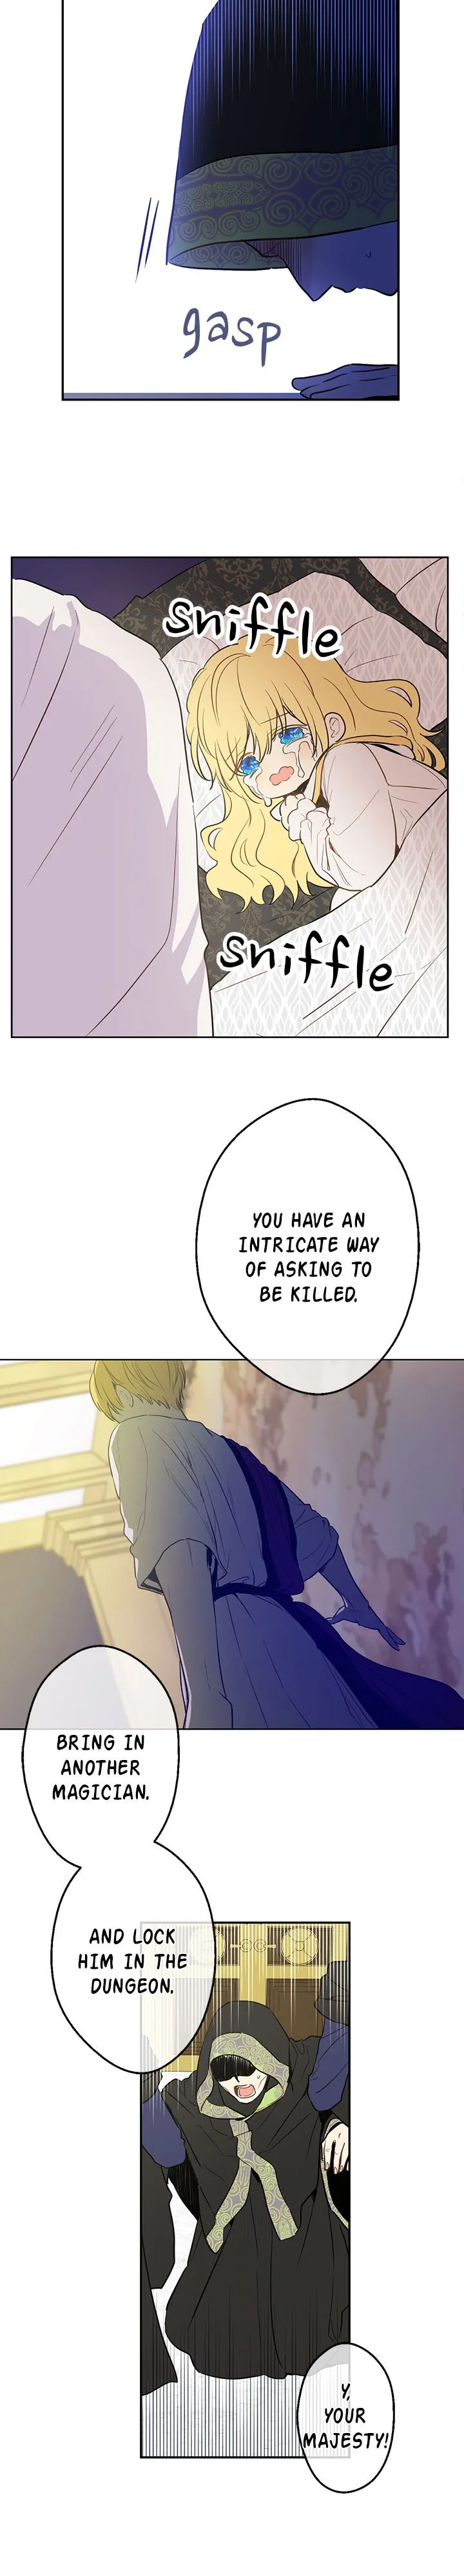 gasp
sniffle
sniffle
YOU HAVE AN
INTRICATE WAY
OF ASKING TO
BE KILLED.
BRING IN
ANOTHER
MAGICIAN.
AND LOCK
HIM IN THE
DUNGEON.
Y,
YOUR
MAJESTY!